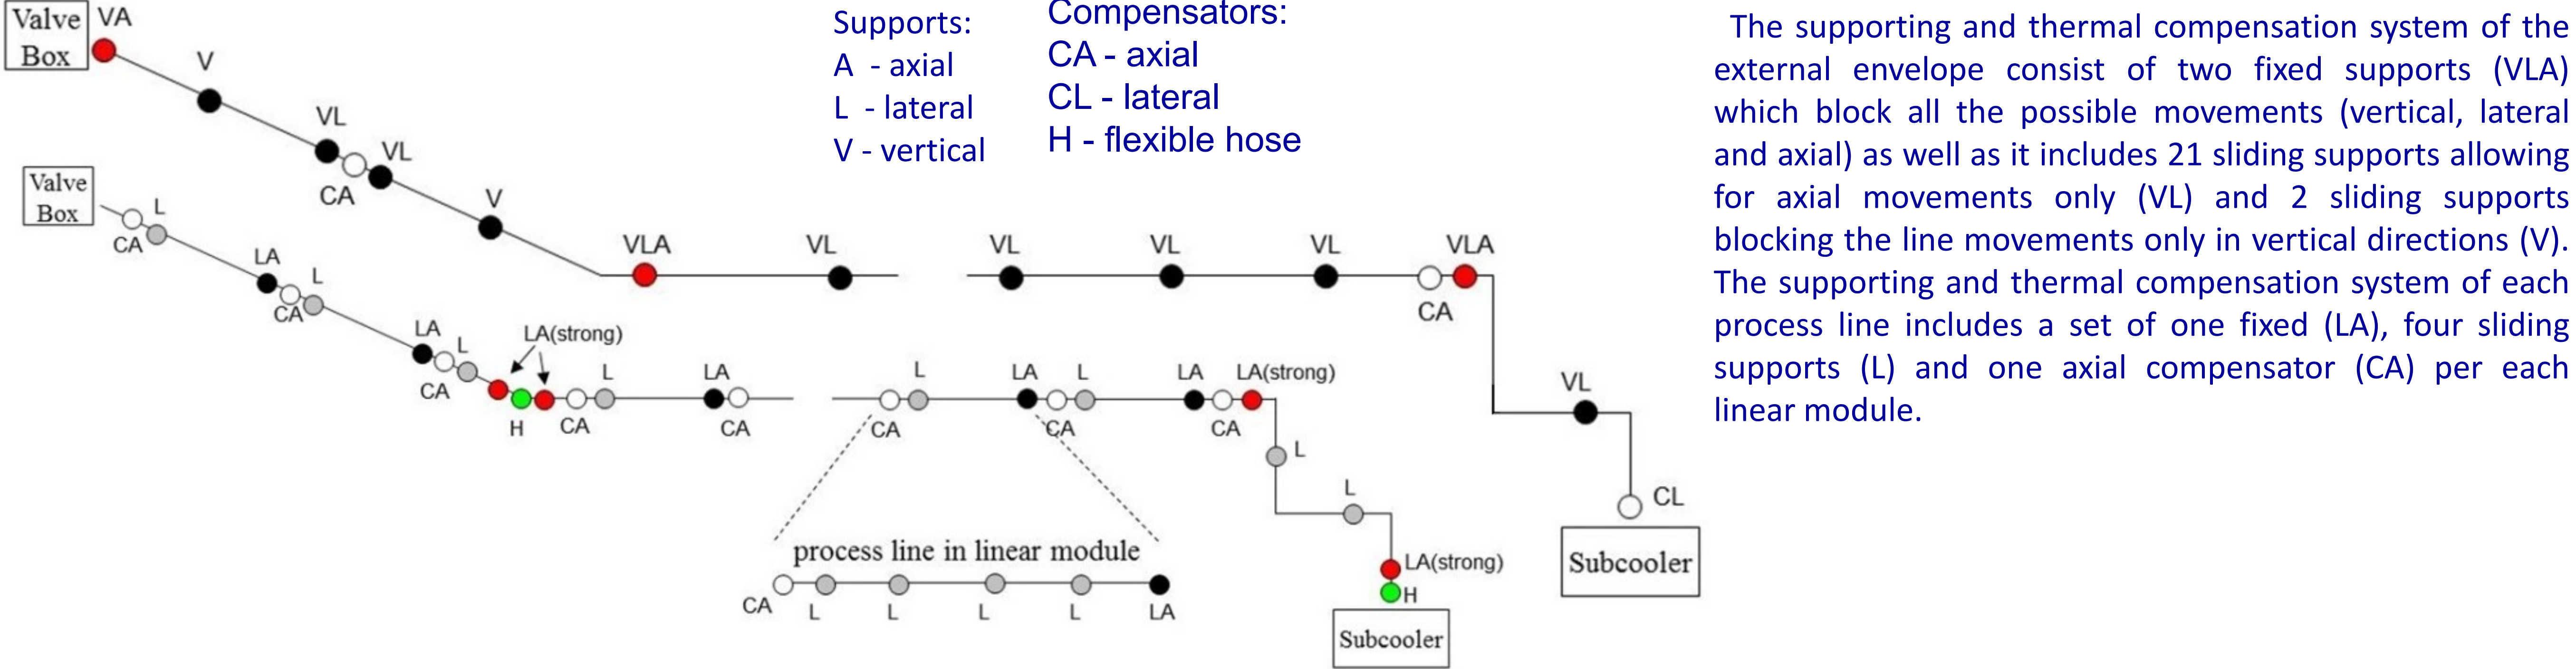 Valve
Box
VA
V
VL
VL
CA
V
VLA
VL
VL
VL
VL
VLA
CA
VL
CL
Subcooler
Supports:
A - axial
L - lateral
V - vertical
Compensators:
CA - axial
CL - lateral
H - flexible hose
Valve
Box
L
CA
LA
L
CA
LA
L
CA
LA(strong)
H
CA
L
LA
CA
L
CA
LA
L
CA
LA
LA(strong)
CA
L
L
LA(strong)
H
Subcooler
process line in linear module
CA
L
L
L
L
LA
The supporting and thermal compensation system of the
external envelope consist of two fixed supports (VLA)
which block all the possible movements (vertical, lateral
and axial) as well as it includes 21 sliding supports allowing
for axial movements only (VL) and 2 sliding supports
blocking the line movements only in vertical directions (V).
The supporting and thermal compensation system of each
process line includes a set of one fixed (LA), four sliding
supports (L) and one axial compensator (CA) per each
linear module.